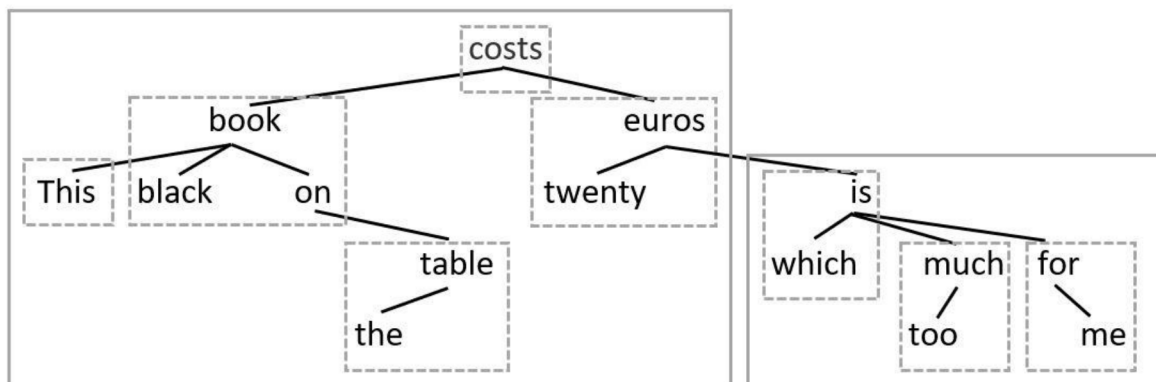 costs
book euros
This black on twenty is
table which much for
the too me